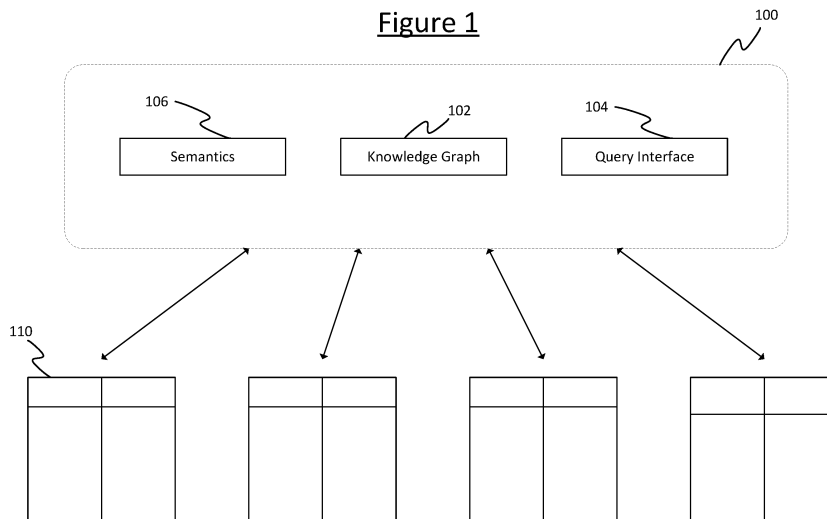 Figure 1
100
106
102
104
Semantics
Knowledge Graph
Query Interface
110